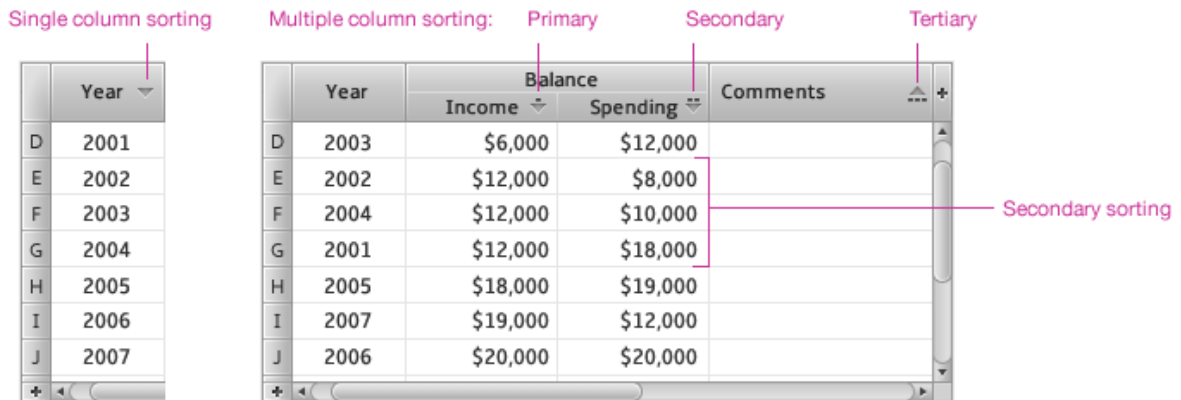 Single column sorting
Multiple column sorting: Primary Secondary Tertiary
Year
D 2001
E 2002
F 2003
G 2004
H 2005
I 2006
J 2007
Year Balance Comments
Income Spending
D 2003 $6,000 $12,000
E 2002 $12,000 $8,000
F 2004 $12,000 $10,000
G 2001 $12,000 $18,000
H 2005 $18,000 $19,000
I 2007 $19,000 $12,000
J 2006 $20,000 $20,000
Secondary sorting